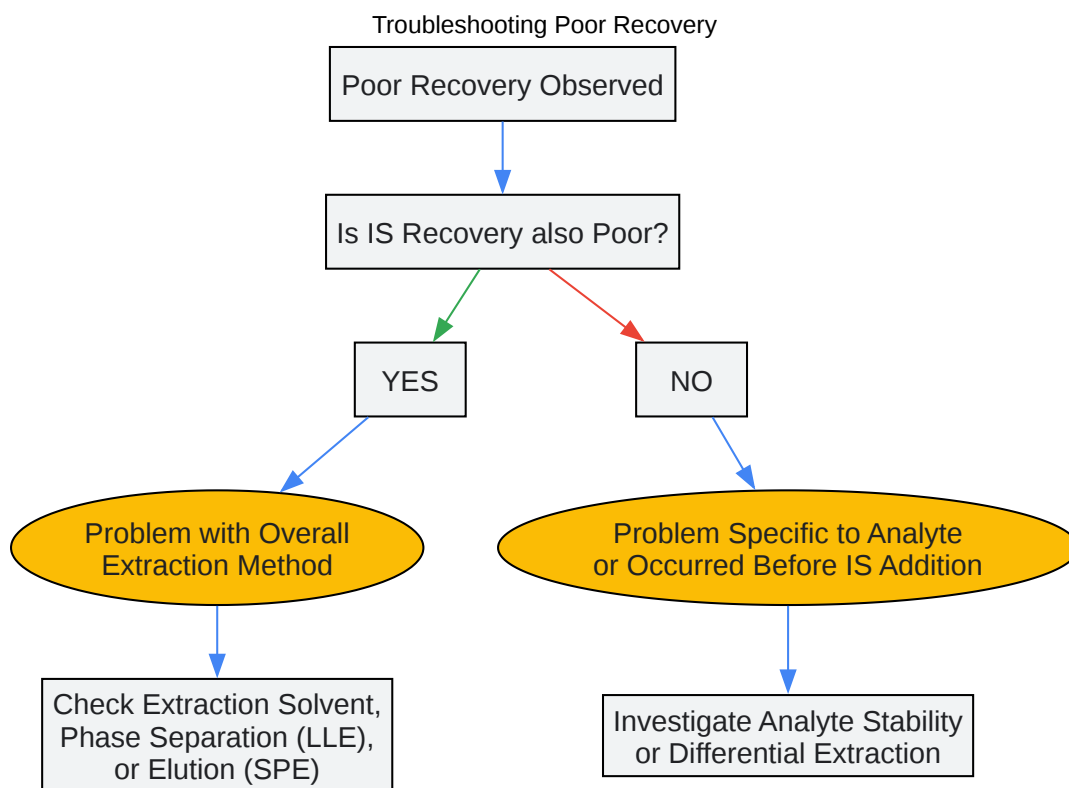 Troubleshooting Poor Recovery
Poor Recovery Observed
Is IS Recovery also Poor?
YES
NO
Problem with Overall
Extraction Method
Problem Specific to Analyte
or Occurred Before IS Addition
Check Extraction Solvent,
Phase Separation (LLE),
or Elution (SPE)
Investigate Analyte Stability
or Differential Extraction